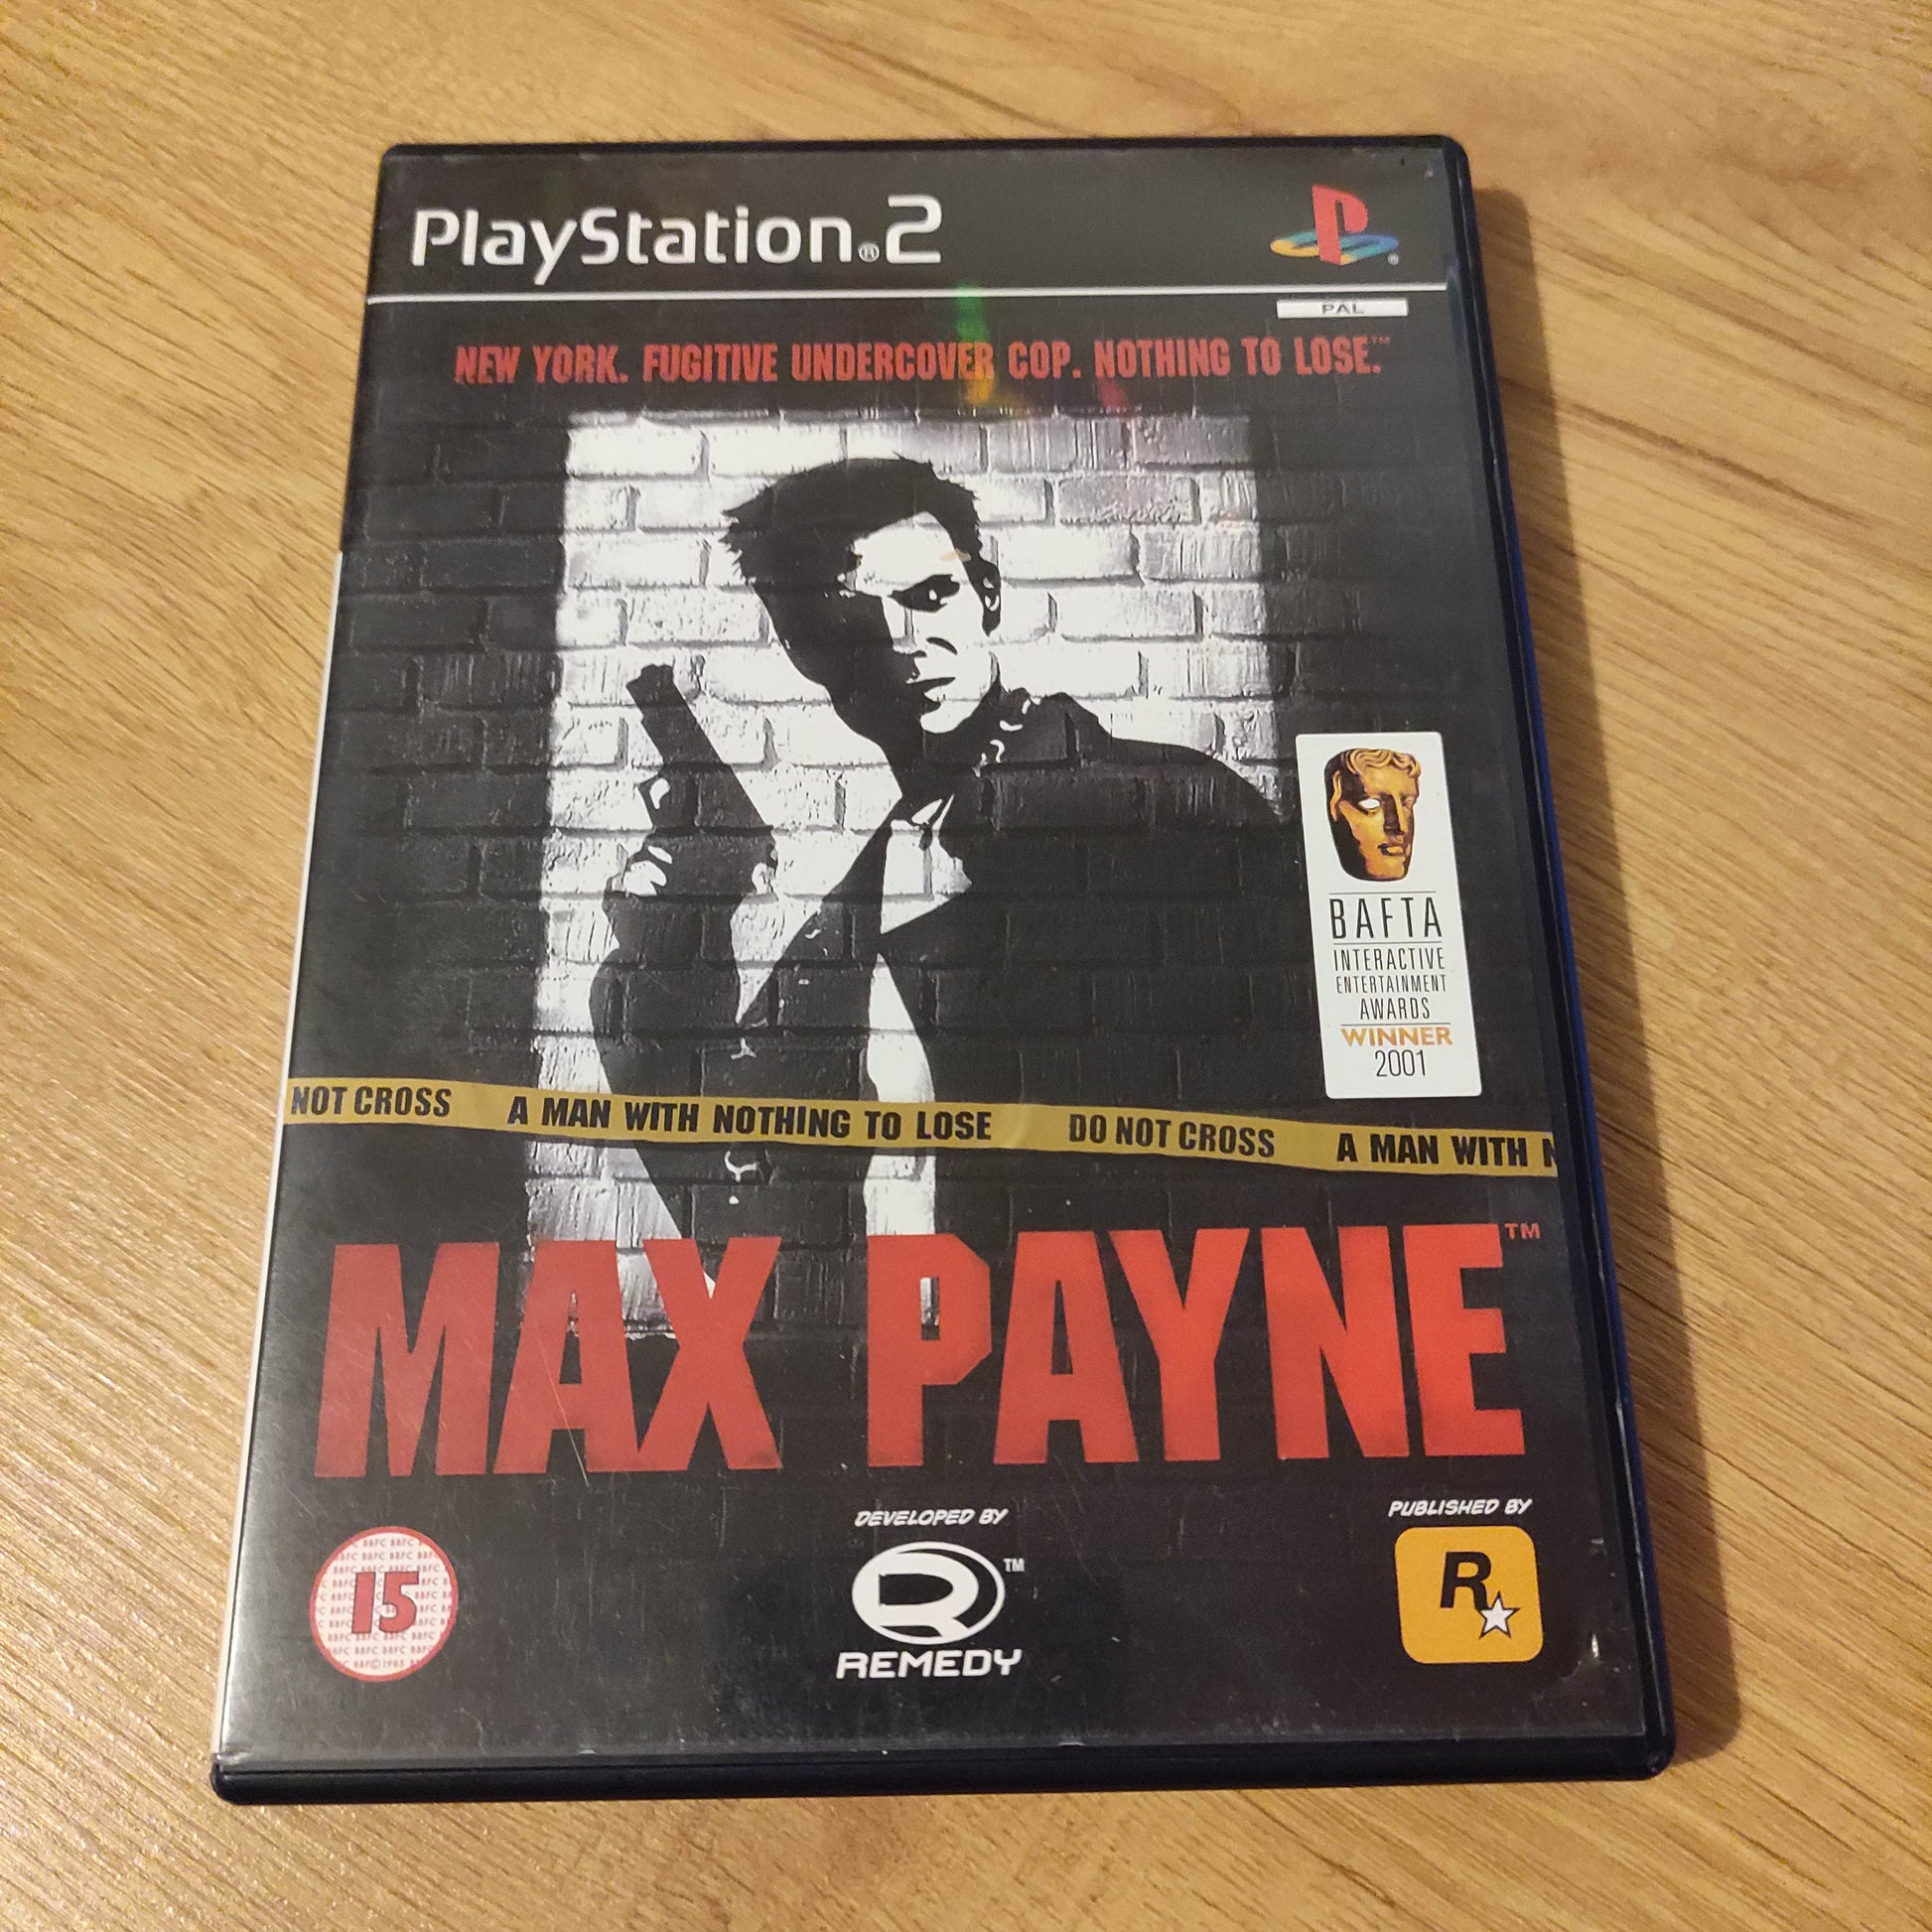 PlayStation®2
PAL
NEW YORK. FUGITIVE UNDERCOVER COP. NOTHING TO LOSE.™
BAFTA
INTERACTIVE
ENTERTAINMENT
AWARDS
WINNER
2001
NOT CROSS A MAN WITH NOTHING TO LOSE DO NOT CROSS A MAN WITH N
MAX PAYNE™
15
DEVELOPED BY
REMEDY™
PUBLISHED BY
R